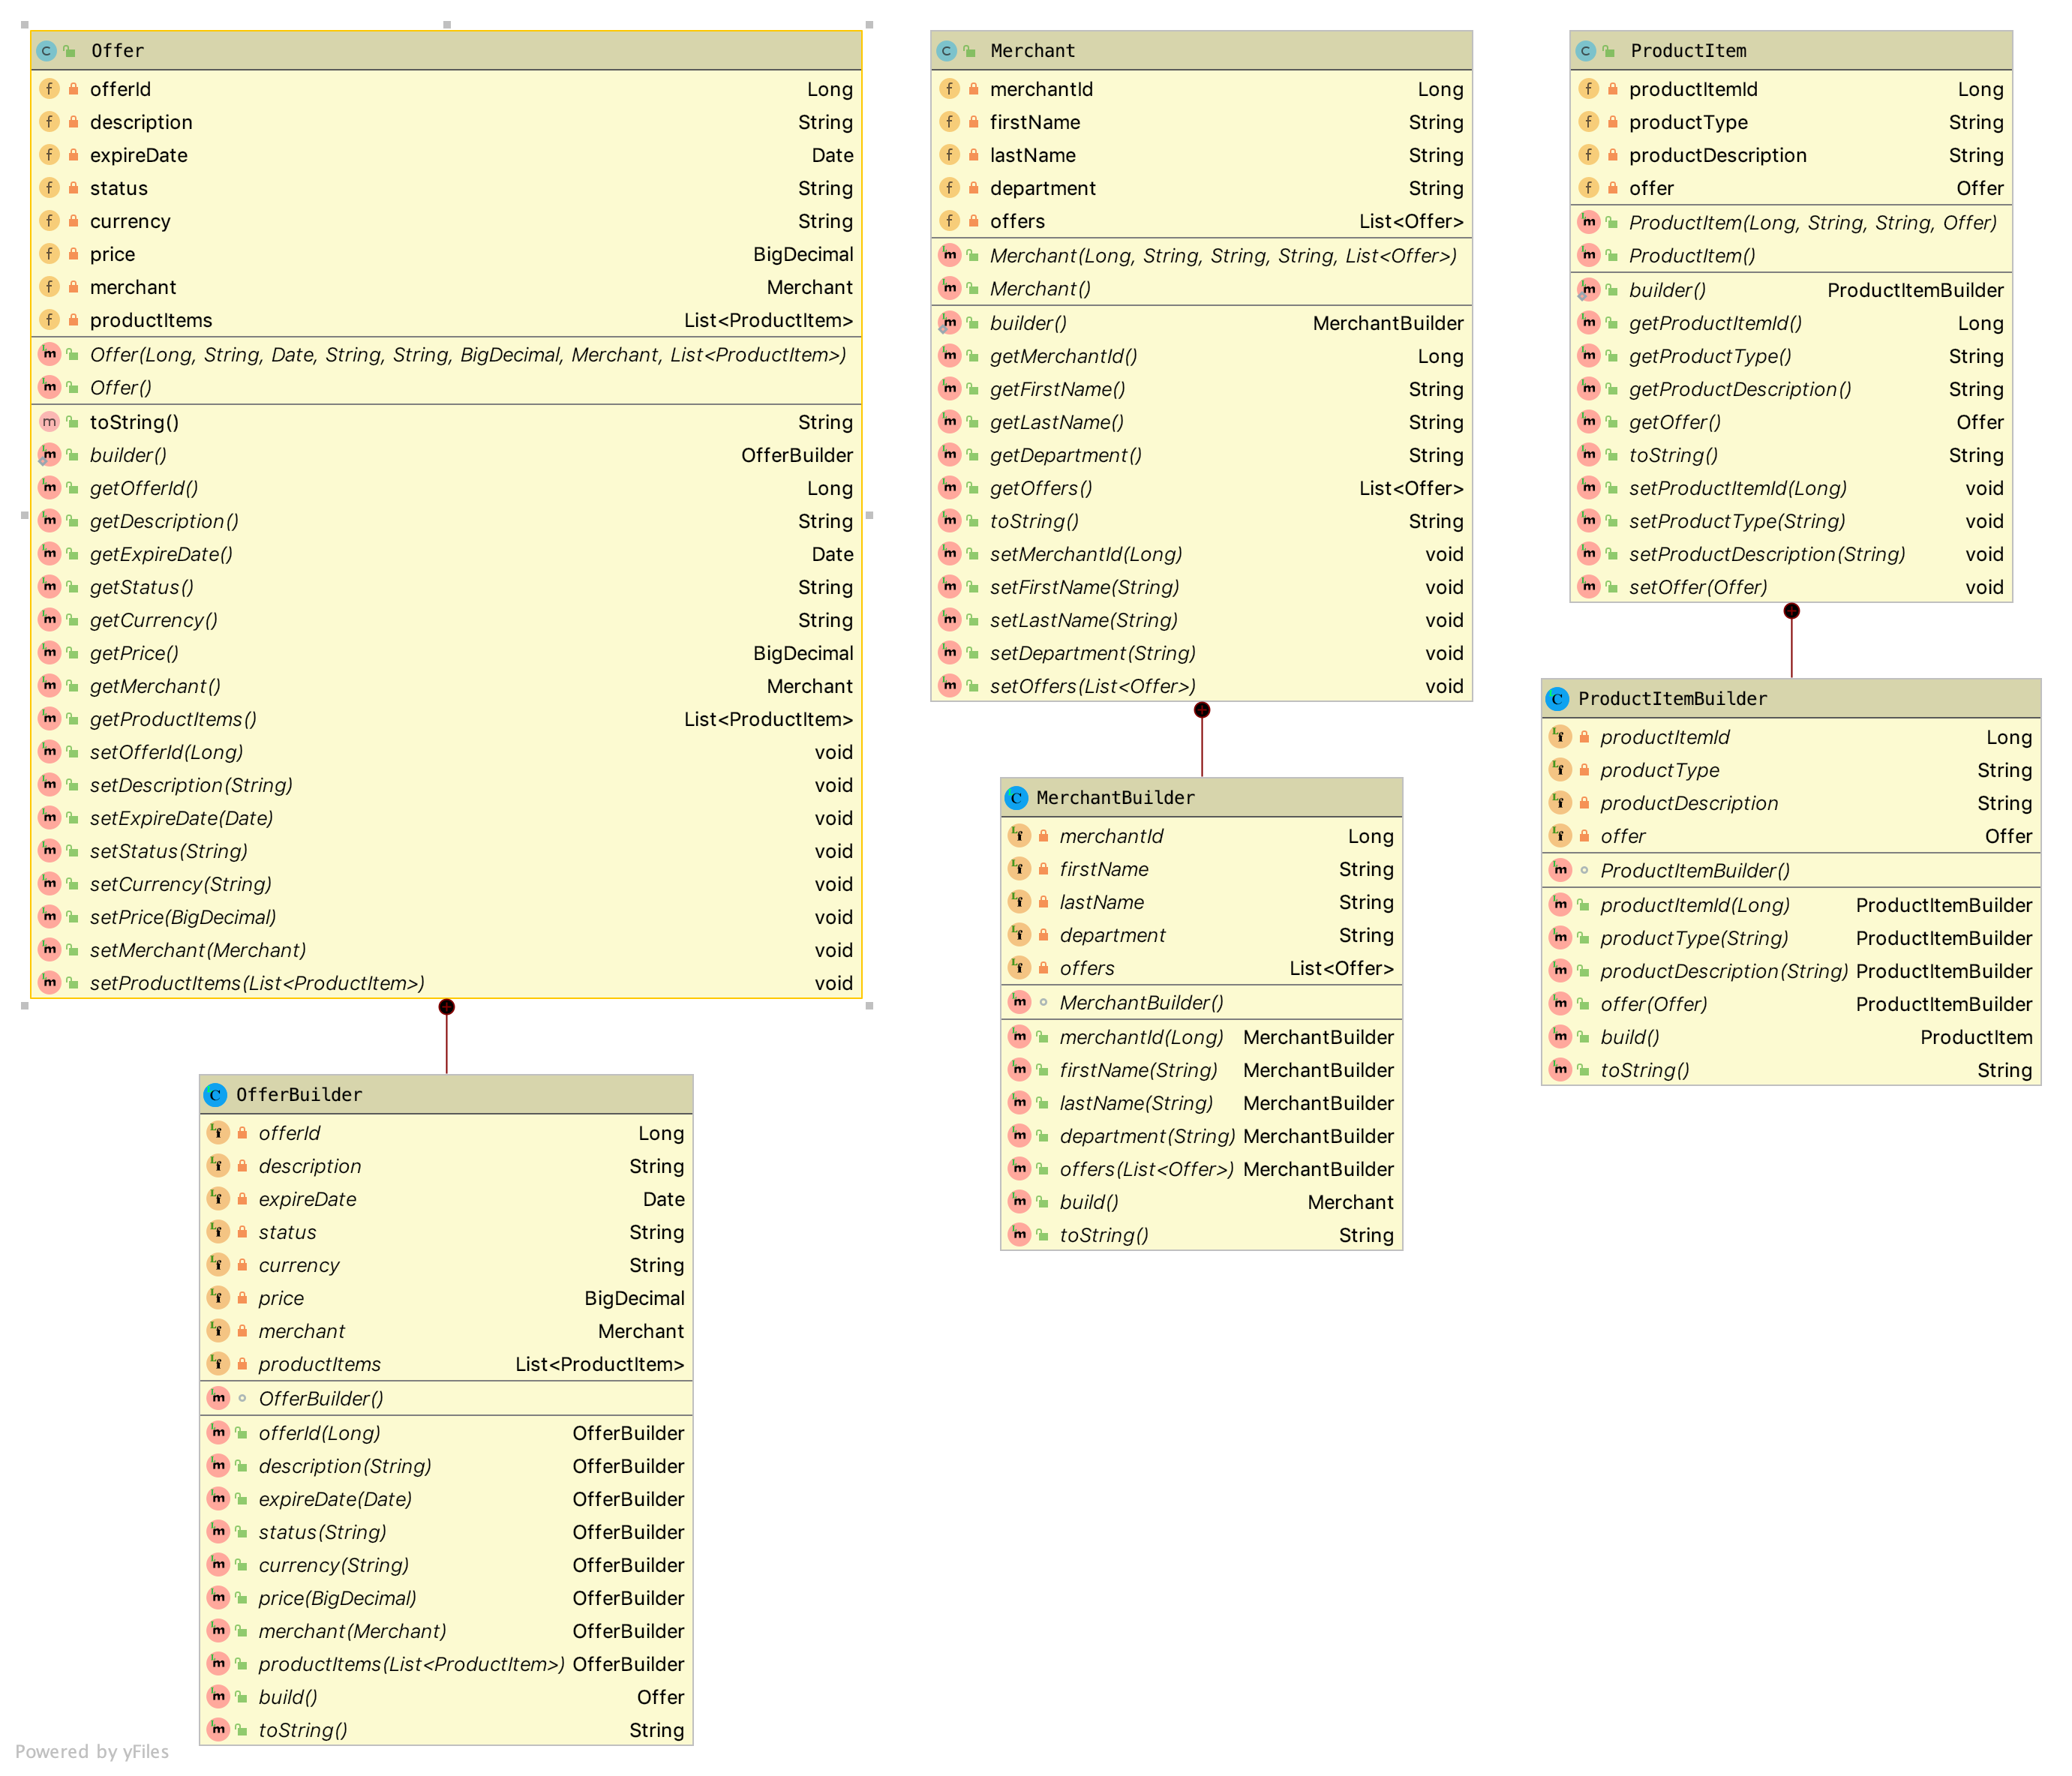 Offer
offerId Long
description String
expireDate Date
status String
currency String
price BigDecimal
merchant Merchant
productItems List<ProductItem>
Offer(Long, String, Date, String, String, BigDecimal, Merchant, List<ProductItem>)
Offer()
toString() String
builder() OfferBuilder
getOfferId() Long
getDescription() String
getExpireDate() Date
getStatus() String
getCurrency() String
getPrice() BigDecimal
getMerchant() Merchant
getProductItems() List<ProductItem>
setOfferId(Long) void
setDescription(String) void
setExpireDate(Date) void
setStatus(String) void
setCurrency(String) void
setPrice(BigDecimal) void
setMerchant(Merchant) void
setProductItems(List<ProductItem>) void
OfferBuilder
offerId Long
description String
expireDate Date
status String
currency String
price BigDecimal
merchant Merchant
productItems List<ProductItem>
OfferBuilder()
offerId(Long) OfferBuilder
description(String) OfferBuilder
expireDate(Date) OfferBuilder
status(String) OfferBuilder
currency(String) OfferBuilder
price(BigDecimal) OfferBuilder
merchant(Merchant) OfferBuilder
productItems(List<ProductItem>) OfferBuilder
build() Offer
toString() String
Merchant
merchantId Long
firstName String
lastName String
department String
offers List<Offer>
Merchant(Long, String, String, String, List<Offer>)
Merchant()
builder() MerchantBuilder
getMerchantId() Long
getFirstName() String
getLastName() String
getDepartment() String
getOffers() List<Offer>
toString() String
setMerchantId(Long) void
setFirstName(String) void
setLastName(String) void
setDepartment(String) void
setOffers(List<Offer>) void
MerchantBuilder
merchantId Long
firstName String
lastName String
department String
offers List<Offer>
MerchantBuilder()
merchantId(Long) MerchantBuilder
firstName(String) MerchantBuilder
lastName(String) MerchantBuilder
department(String) MerchantBuilder
offers(List<Offer>) MerchantBuilder
build() Merchant
toString() String
ProductItem
productItemId Long
productType String
productDescription String
offer Offer
ProductItem(Long, String, String, Offer)
ProductItem()
builder() ProductItemBuilder
getProductItemId() Long
getProductType() String
getProductDescription() String
getOffer() Offer
toString() String
setProductItemId(Long) void
setProductType(String) void
setProductDescription(String) void
setOffer(Offer) void
ProductItemBuilder
productItemId Long
productType String
productDescription String
offer Offer
ProductItemBuilder()
productItemId(Long) ProductItemBuilder
productType(String) ProductItemBuilder
productDescription(String) ProductItemBuilder
offer(Offer) ProductItemBuilder
build() ProductItem
toString() String
Powered by yFiles